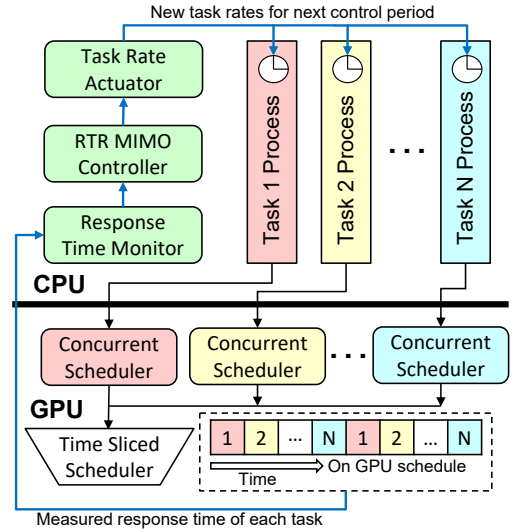 New task rates for next control period
Task Rate
Actuator
RTR MIMO
Controller
Response
Time Monitor
Task 1 Process
Task 2 Process
...
Task N Process
CPU
Concurrent
Scheduler
Concurrent
Scheduler
...
Concurrent
Scheduler
GPU
Time Sliced
Scheduler
1 2 ... N 1 2 ... N
Time
On GPU schedule
Measured response time of each task